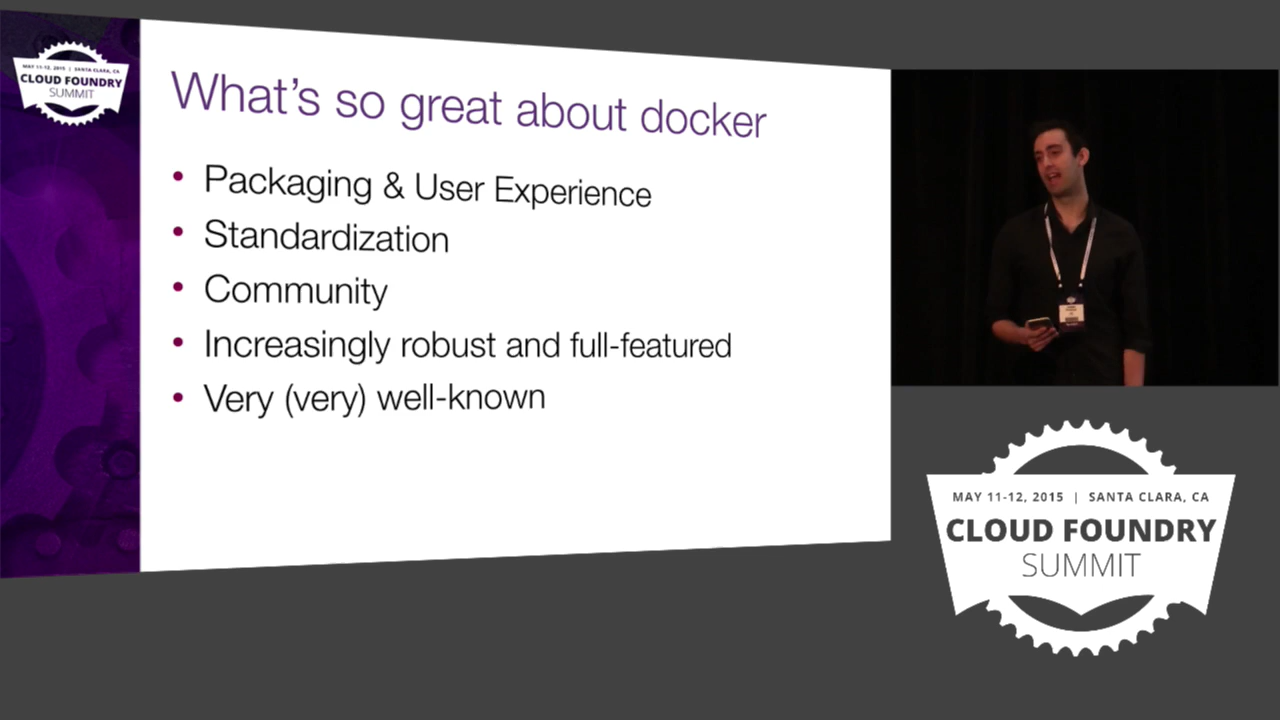 MAY 11-12, 2015 | SANTA CLARA, CA
CLOUD FOUNDRY
SUMMIT
What's so great about docker
• Packaging & User Experience
• Standardization
• Community
• Increasingly robust and full-featured
• Very (very) well-known
MAY 11-12, 2015 | SANTA CLARA, CA
CLOUD FOUNDRY
SUMMIT